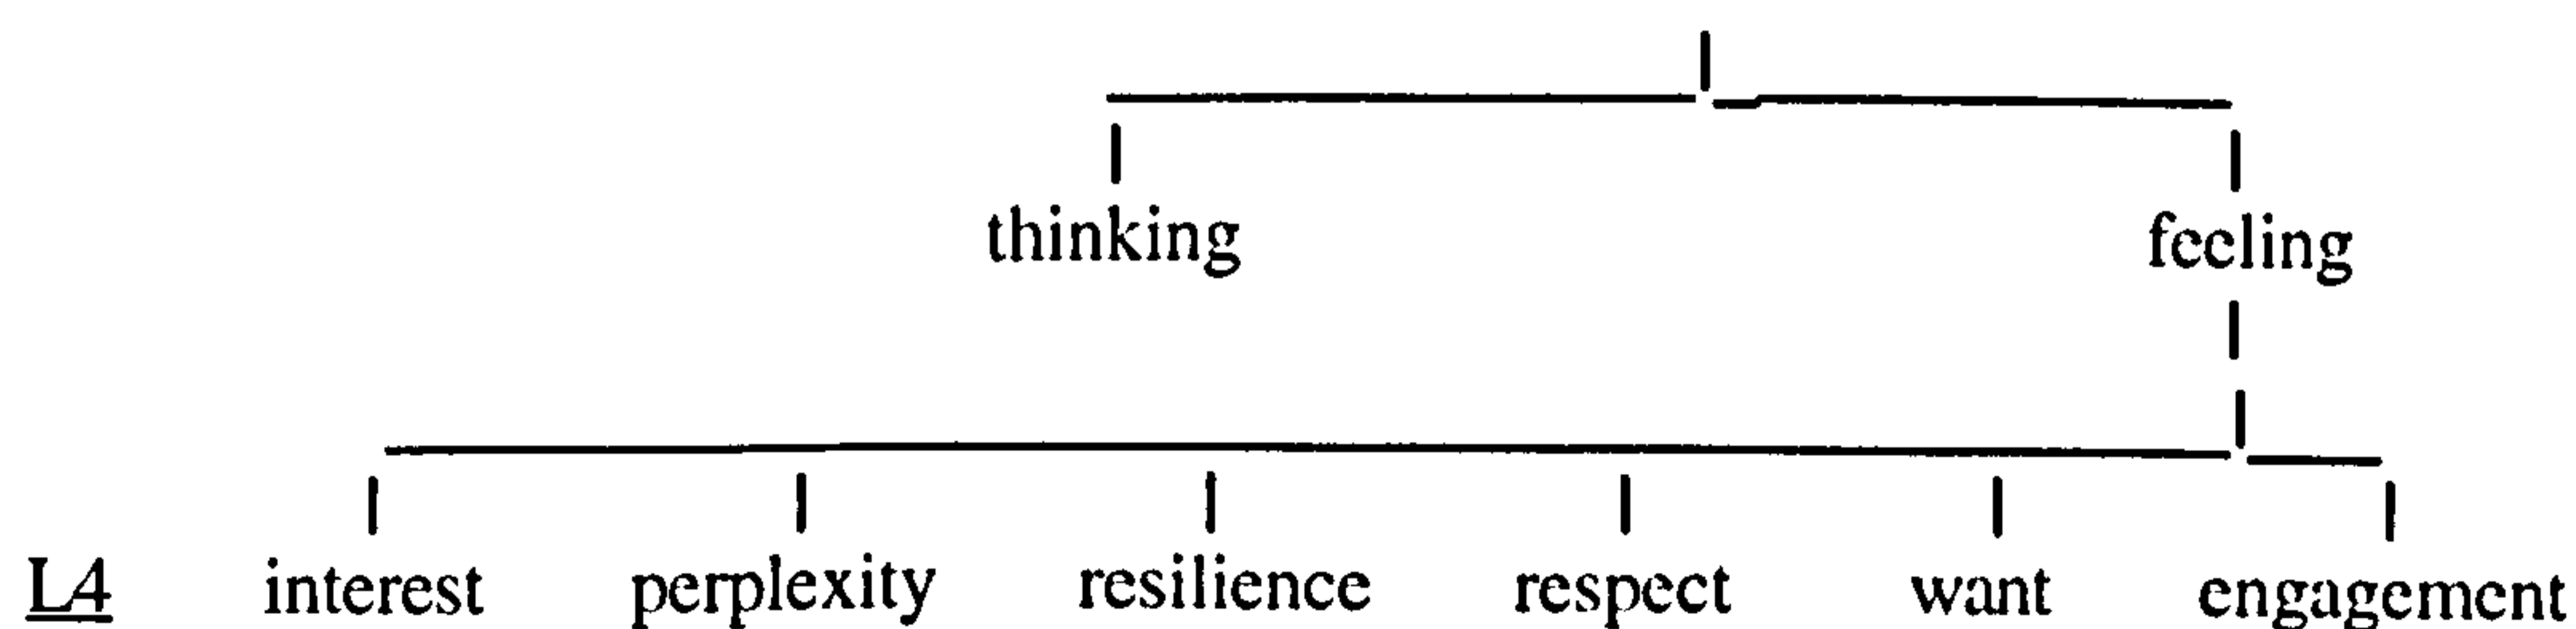 thinking feeling
L4 interest perplexity resilience respect want engagement